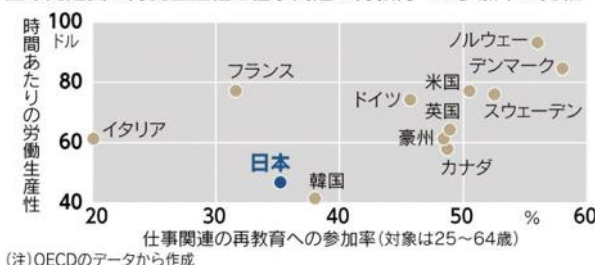 時間あたりの労働生産性
100
ドル
80
60
40
ノルウェー
デンマーク
フランス
米国
ドイツ
スウェーデン
英国
イタリア
豪州
日本
カナダ
韓国
20
30
40
50
%
60
仕事関連の再教育への参加率(対象は25〜64歳)
(注)OECDのデータから作成